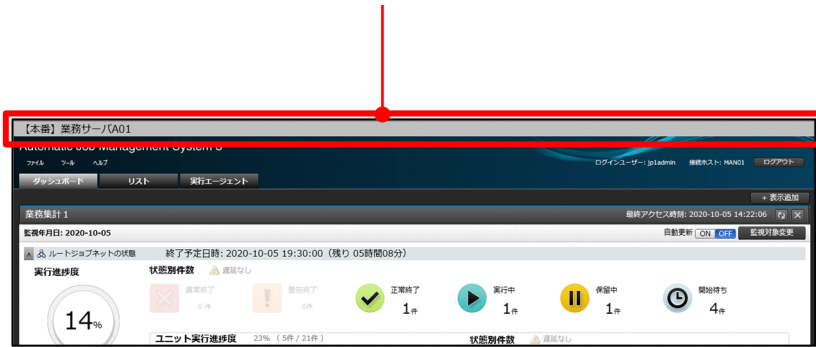 【本番】業務サーバA01
Automatic Job Management System 3
ファイル ツール ヘルプ
ログインユーザー: jp1admin 接続ホスト: MAN01 ログアウト
ダッシュボード リスト 実行エージェント
+ 表示追加
業務集計 1 最終アクセス時刻: 2020-10-05 14:22:06
監視年月日: 2020-10-05 自動更新 ON OFF 監視対象変更
ルートジョブネットの状態 終了予定日時: 2020-10-05 19:30:00（残り 05時間08分）
実行進捗度 状態別件数 遅延なし
異常終了 警告終了 正常終了 実行中 保留中 開始待ち
0件 0件 1件 1件 1件 4件
14%
ユニット実行進捗度 23% （ 5件 / 21件 ） 状態別件数 遅延なし